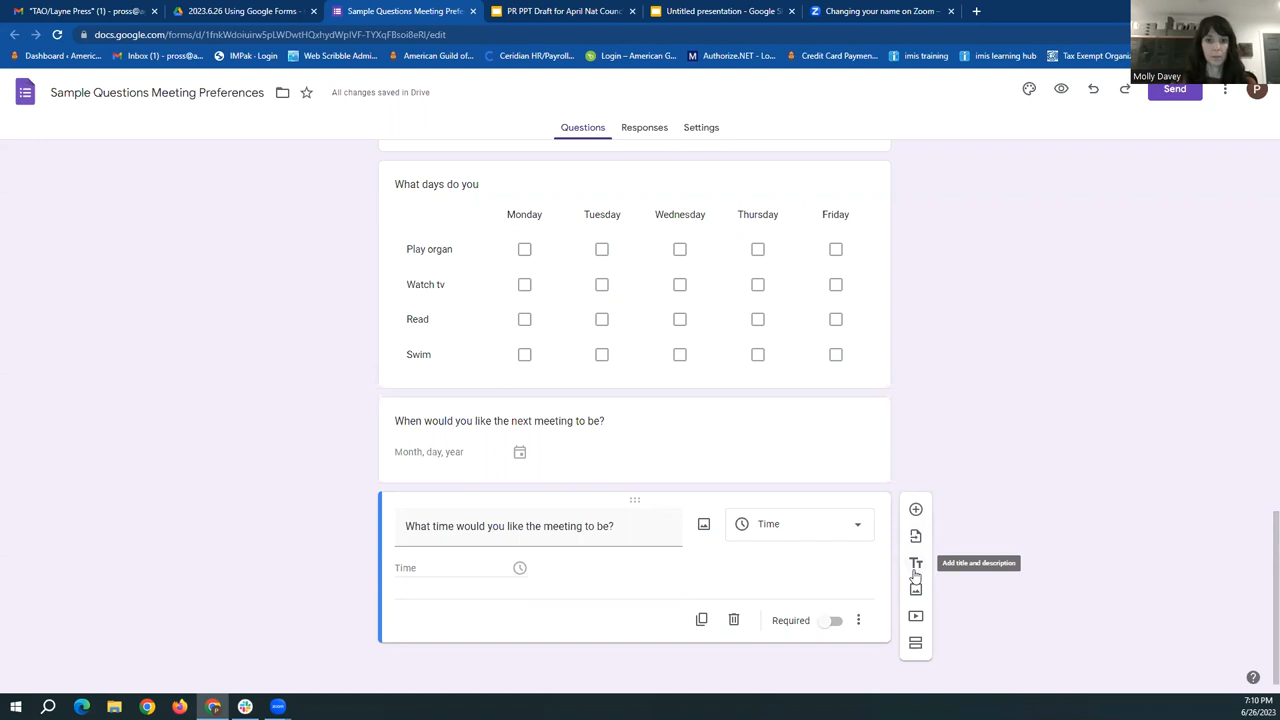 "TAO/Layne Press" () - pross@a
2023.6.26 Using Google Forms -
Sample Questions Meeting Prefe
PR PPT Draft for April Nat Counc
Untitled presentation - Google S
Changing your name on Zoom –
docs.google.com/forms/d/1fnkWdoiuirw5pLWDwtHQxhydWpIVF-TYXqFBsoi8eRI/edit
Dashboard ‹ Americ...
Inbox () - pross@a...
IMPak - Login
Web Scribble Admi...
American Guild of...
Ceridian HR/Payroll...
Login – American G...
Authorize.NET - Lo...
Credit Card Paymen...
imis training
imis learning hub
Tax Exempt Organi
Molly Davey
Sample Questions Meeting Preferences
All changes saved in Drive
Send
P
Questions
Responses
Settings
What days do you
Monday
Tuesday
Wednesday
Thursday
Friday
Play organ
Watch tv
Read
Swim
When would you like the next meeting to be?
Month, day, year
What time would you like the meeting to be?
Time
Time
Add title and description
Required
7:10 PM
6/26/2023